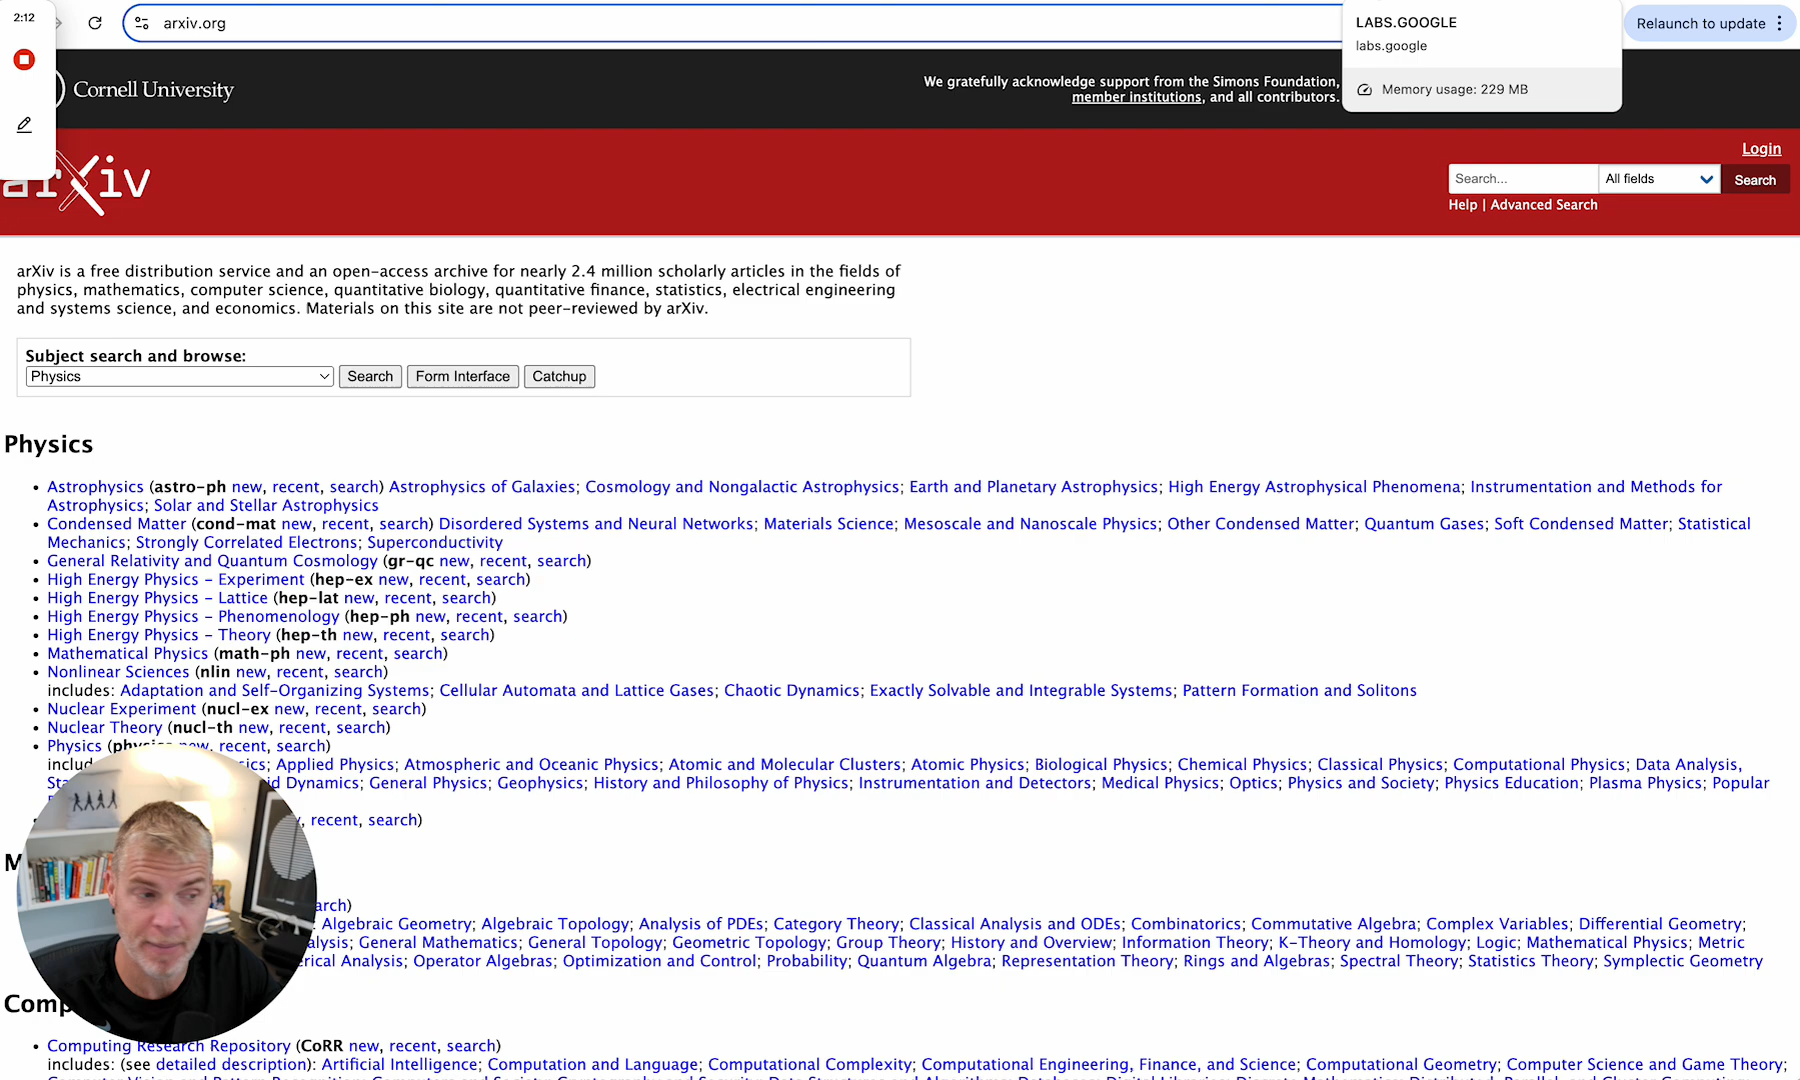 2:12
arxiv.org
LABS.GOOGLE
labs.google
Memory usage: 229 MB
Relaunch to update
Cornell University
We gratefully acknowledge support from the Simons Foundation,
member institutions, and all contributors.
arXiv
Login
Search...
All fields
Search
Help | Advanced Search
arXiv is a free distribution service and an open-access archive for nearly 2.4 million scholarly articles in the fields of
physics, mathematics, computer science, quantitative biology, quantitative finance, statistics, electrical engineering
and systems science, and economics. Materials on this site are not peer-reviewed by arXiv.
Subject search and browse:
Physics
Search
Form Interface
Catchup
Physics
• Astrophysics (astro-ph new, recent, search) Astrophysics of Galaxies; Cosmology and Nongalactic Astrophysics; Earth and Planetary Astrophysics; High Energy Astrophysical Phenomena; Instrumentation and Methods for
Astrophysics; Solar and Stellar Astrophysics
• Condensed Matter (cond-mat new, recent, search) Disordered Systems and Neural Networks; Materials Science; Mesoscale and Nanoscale Physics; Other Condensed Matter; Quantum Gases; Soft Condensed Matter; Statistical
Mechanics; Strongly Correlated Electrons; Superconductivity
• General Relativity and Quantum Cosmology (gr-qc new, recent, search)
• High Energy Physics - Experiment (hep-ex new, recent, search)
• High Energy Physics - Lattice (hep-lat new, recent, search)
• High Energy Physics - Phenomenology (hep-ph new, recent, search)
• High Energy Physics - Theory (hep-th new, recent, search)
• Mathematical Physics (math-ph new, recent, search)
• Nonlinear Sciences (nlin new, recent, search)
includes: Adaptation and Self-Organizing Systems; Cellular Automata and Lattice Gases; Chaotic Dynamics; Exactly Solvable and Integrable Systems; Pattern Formation and Solitons
• Nuclear Experiment (nucl-ex new, recent, search)
• Nuclear Theory (nucl-th new, recent, search)
• Physics (physics new, recent, search)
Applied Physics; Atmospheric and Oceanic Physics; Atomic and Molecular Clusters; Atomic Physics; Biological Physics; Chemical Physics; Classical Physics; Computational Physics; Data Analysis,
Dynamics; General Physics; Geophysics; History and Philosophy of Physics; Instrumentation and Detectors; Medical Physics; Optics; Physics and Society; Physics Education; Plasma Physics; Popular
, recent, search)
arch)
: Algebraic Geometry; Algebraic Topology; Analysis of PDEs; Category Theory; Classical Analysis and ODEs; Combinatorics; Commutative Algebra; Complex Variables; Differential Geometry;
alysis; General Mathematics; General Topology; Geometric Topology; Group Theory; History and Overview; Information Theory; K-Theory and Homology; Logic; Mathematical Physics; Metric
erical Analysis; Operator Algebras; Optimization and Control; Probability; Quantum Algebra; Representation Theory; Rings and Algebras; Spectral Theory; Statistics Theory; Symplectic Geometry
Comp
• Computing Research Repository (CoRR new, recent, search)
includes: (see detailed description): Artificial Intelligence; Computation and Language; Computational Complexity; Computational Engineering, Finance, and Science; Computational Geometry; Computer Science and Game Theory;